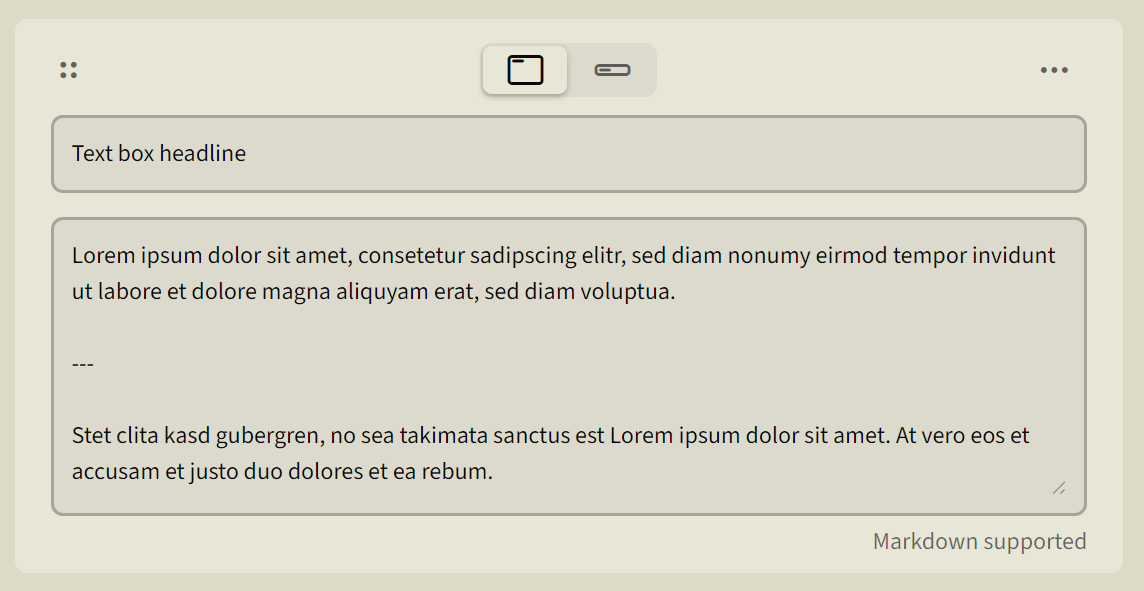 Text box headline
Lorem ipsum dolor sit amet, consetetur sadipscing elitr, sed diam nonumy eirmod tempor invidunt
ut labore et dolore magna aliquyam erat, sed diam voluptua.
---
Stet clita kasd gubergren, no sea takimata sanctus est Lorem ipsum dolor sit amet. At vero eos et
accusam et justo duo dolores et ea rebum.
Markdown supported